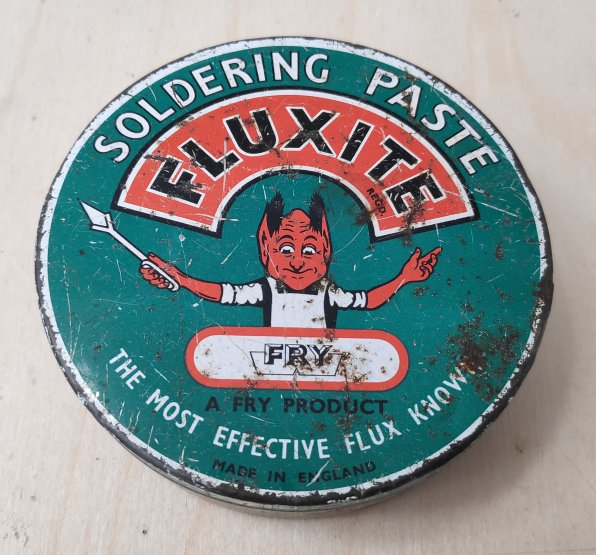 SOLDERING PASTE
FLUXITE
REGD.
FRY
A FRY PRODUCT
THE MOST EFFECTIVE FLUX KNOWN
MADE IN ENGLAND